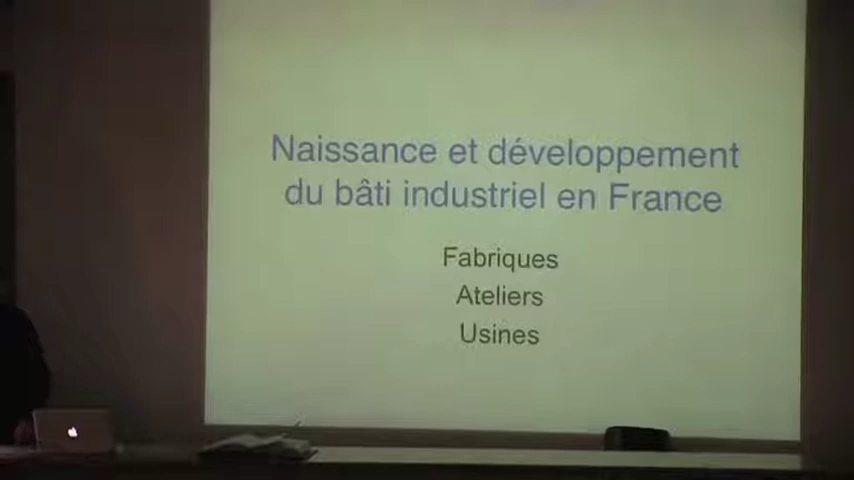 Naissance et développement
du bâti industriel en France
Fabriques
Ateliers
Usines